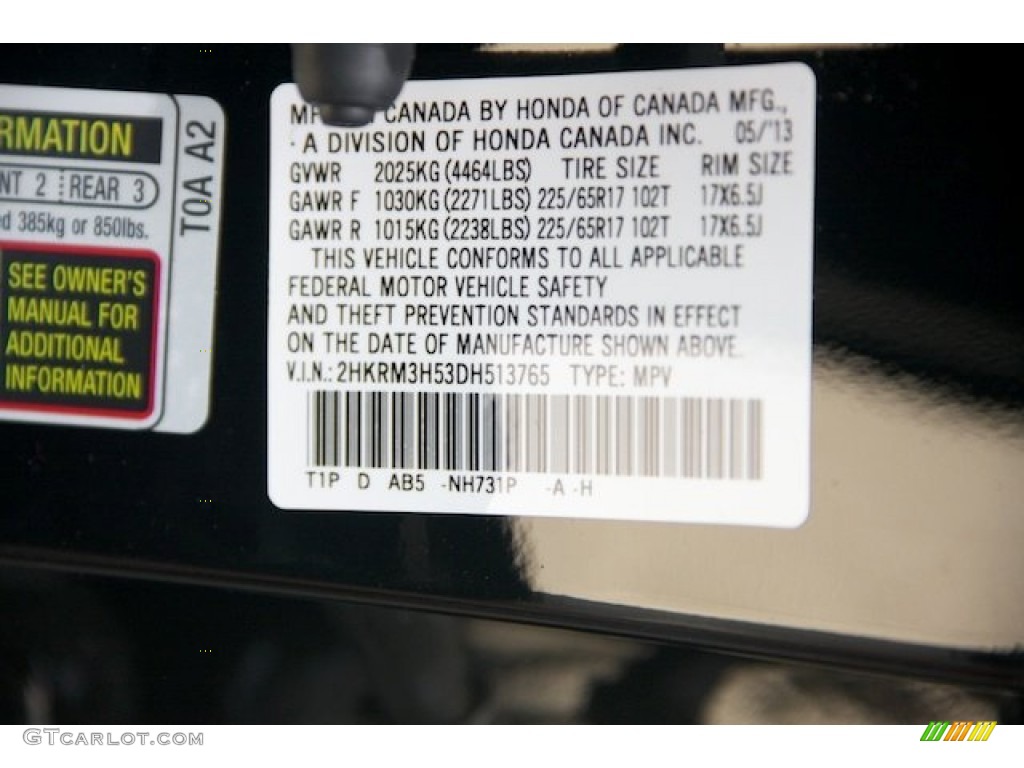 RMATION
NT 2 REAR 3
d 385kg or 850lbs.
SEE OWNER'S
MANUAL FOR
ADDITIONAL
INFORMATION
T0A A2
CANADA BY HONDA OF CANADA MFG.,
A DIVISION OF HONDA CANADA INC. 05/'13
GVWR 2025KG (4464LBS) TIRE SIZE RIM SIZE
GAWR F 1030KG (2271LBS) 225/65R17 102T 17X6.5J
GAWR R 1015KG (2238LBS) 225/65R17 102T 17X6.5J
THIS VEHICLE CONFORMS TO ALL APPLICABLE
FEDERAL MOTOR VEHICLE SAFETY
AND THEFT PREVENTION STANDARDS IN EFFECT
ON THE DATE OF MANUFACTURE SHOWN ABOVE.
V.I.N.: 2HKRM3H53DH513765 TYPE: MPV
T1P D AB5 -NH731P -A -H
GTCARLOT.COM